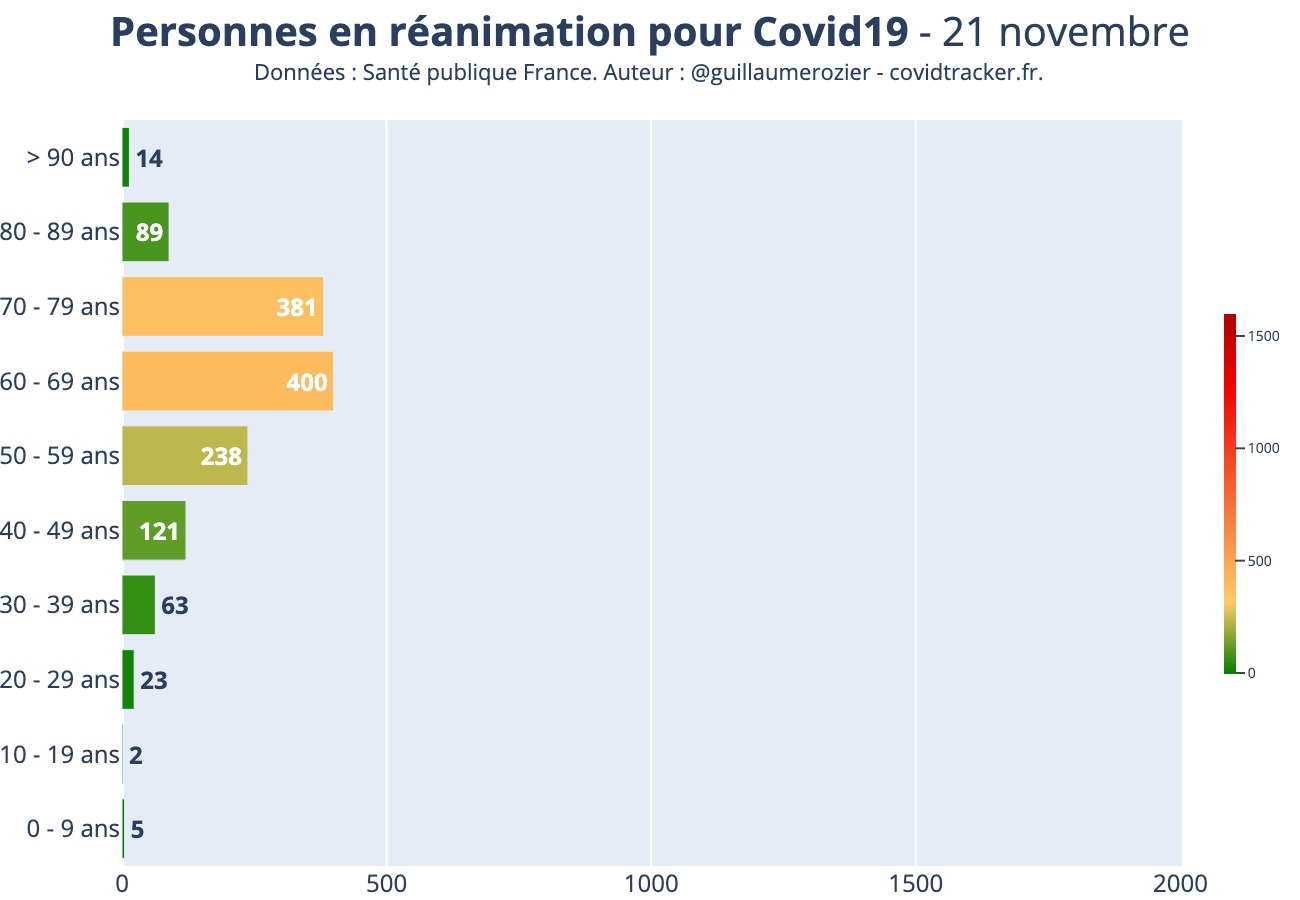 Personnes en réanimation pour Covid19 - 21 novembre
Données : Santé publique France. Auteur : @guillaumerozier - covidtracker.fr.
> 90 ans 14
80 - 89 ans 89
70 - 79 ans 381
60 - 69 ans 400
50 - 59 ans 238
40 - 49 ans 121
30 - 39 ans 63
20 - 29 ans 23
10 - 19 ans 2
0 - 9 ans 5
0 500 1000 1500 2000
1500
1000
500
0